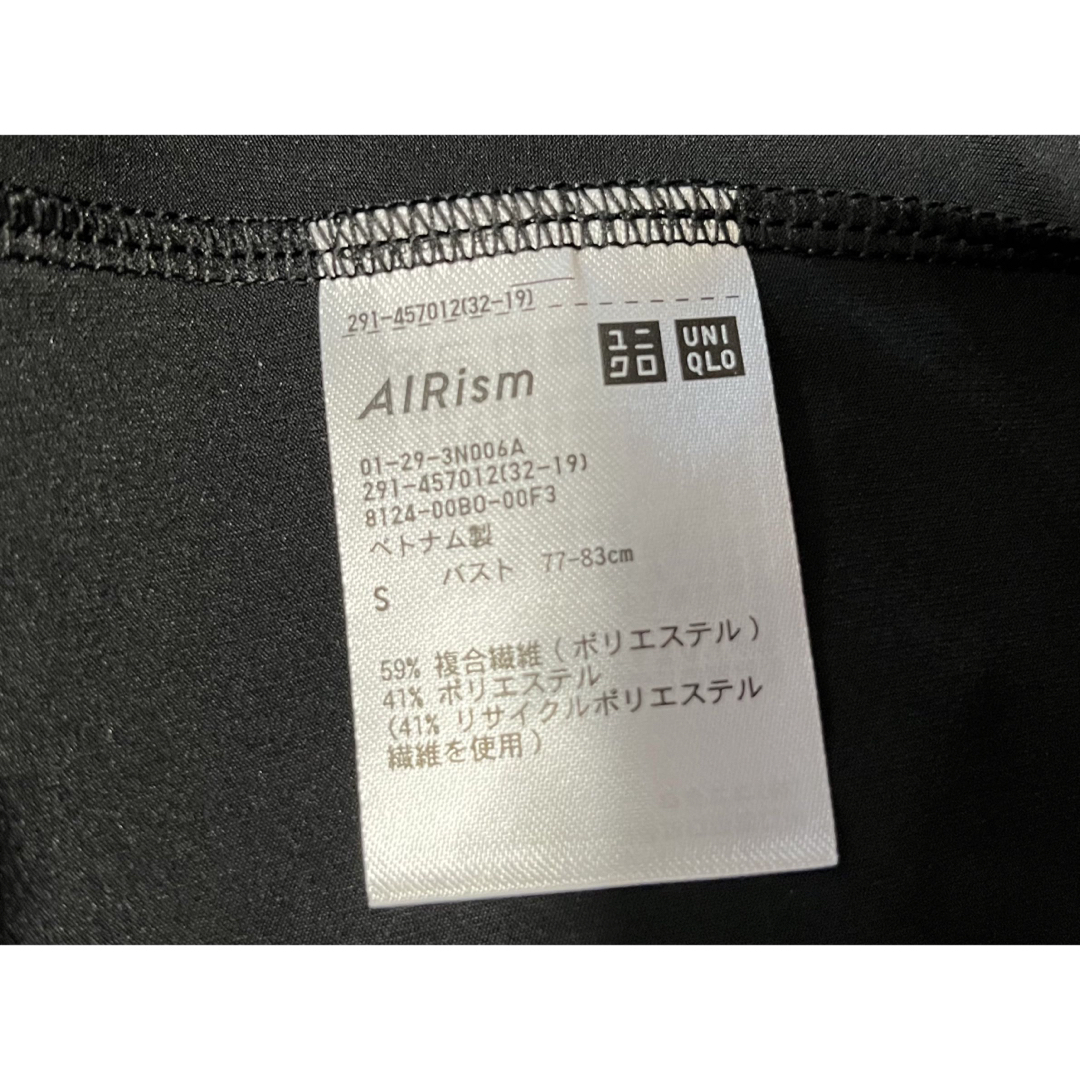 291-457012(32-19)
ユニ
クロ
UNI
QLO
AIRism
01-29-3N006A
291-457012(32-19)
8124-00B0-00F3
ベトナム製
バスト 77-83cm
S
59% 複合繊維(ポリエステル)
41% ポリエステル
(41% リサイクルポリエステル
繊維を使用)